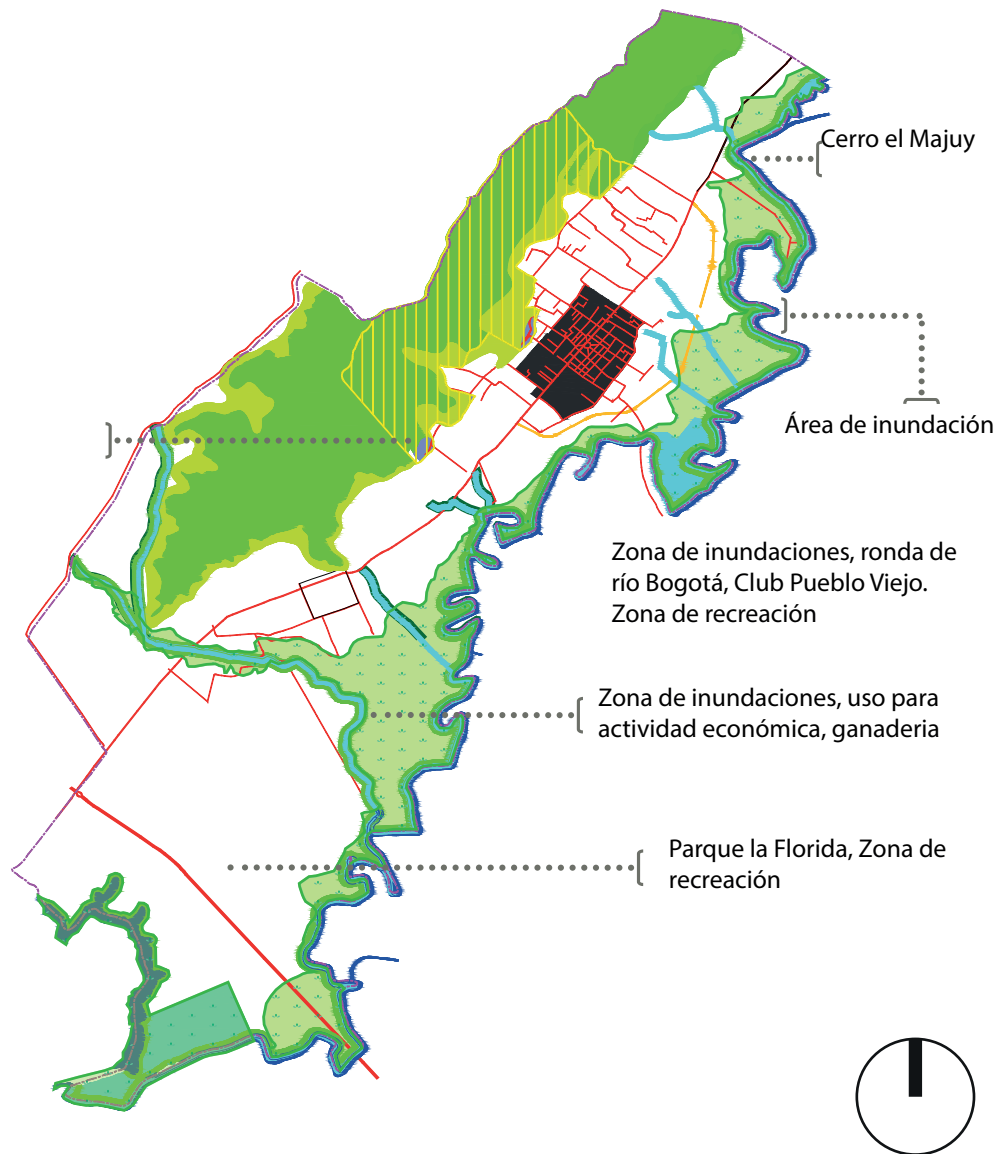 Cerro el Majuy
Área de inundación
Zona de inundaciones, ronda de
río Bogotá, Club Pueblo Viejo.
Zona de recreación
Zona de inundaciones, uso para
actividad económica, ganaderia
Parque la Florida, Zona de
recreación